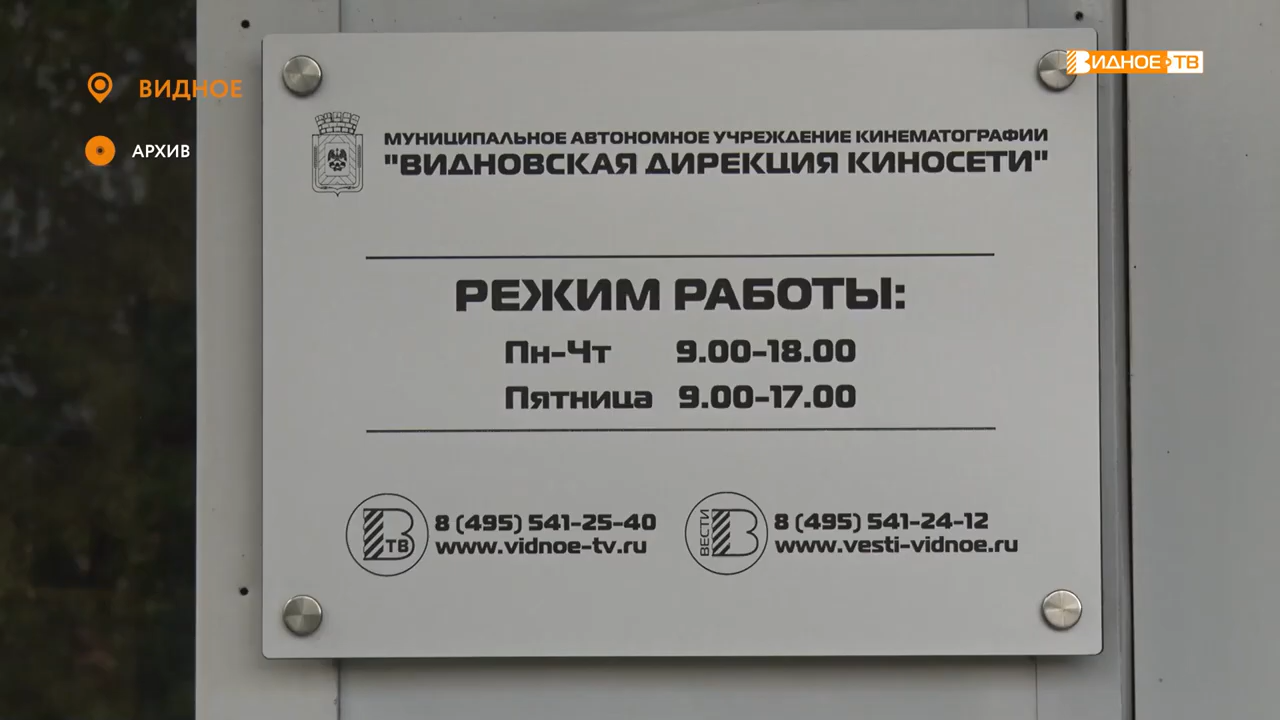 ВИДНОЕ
АРХИВ
ВИДНОЕ ТВ
МУНИЦИПАЛЬНОЕ АВТОНОМНОЕ УЧРЕЖДЕНИЕ КИНЕМАТОГРАФИИ
"ВИДНОВСКАЯ ДИРЕКЦИЯ КИНОСЕТИ"
РЕЖИМ РАБОТЫ:
Пн-Чт 9.00-18.00
Пятница 9.00-17.00
В ТВ
8 (495) 541-25-40
www.vidnoe-tv.ru
ВЕСТИ В
8 (495) 541-24-12
www.vesti-vidnoe.ru